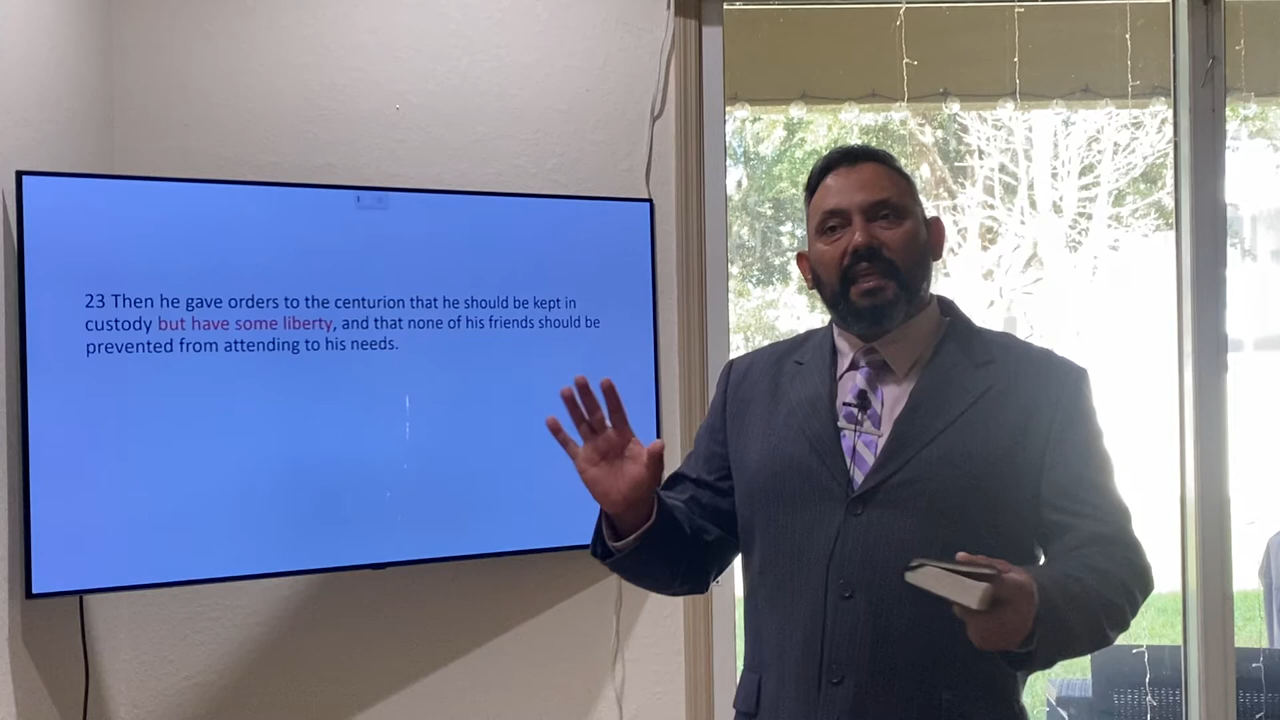 23 Then he gave orders to the centurion that he should be kept in
custody but have some liberty, and that none of his friends should be
prevented from attending to his needs.